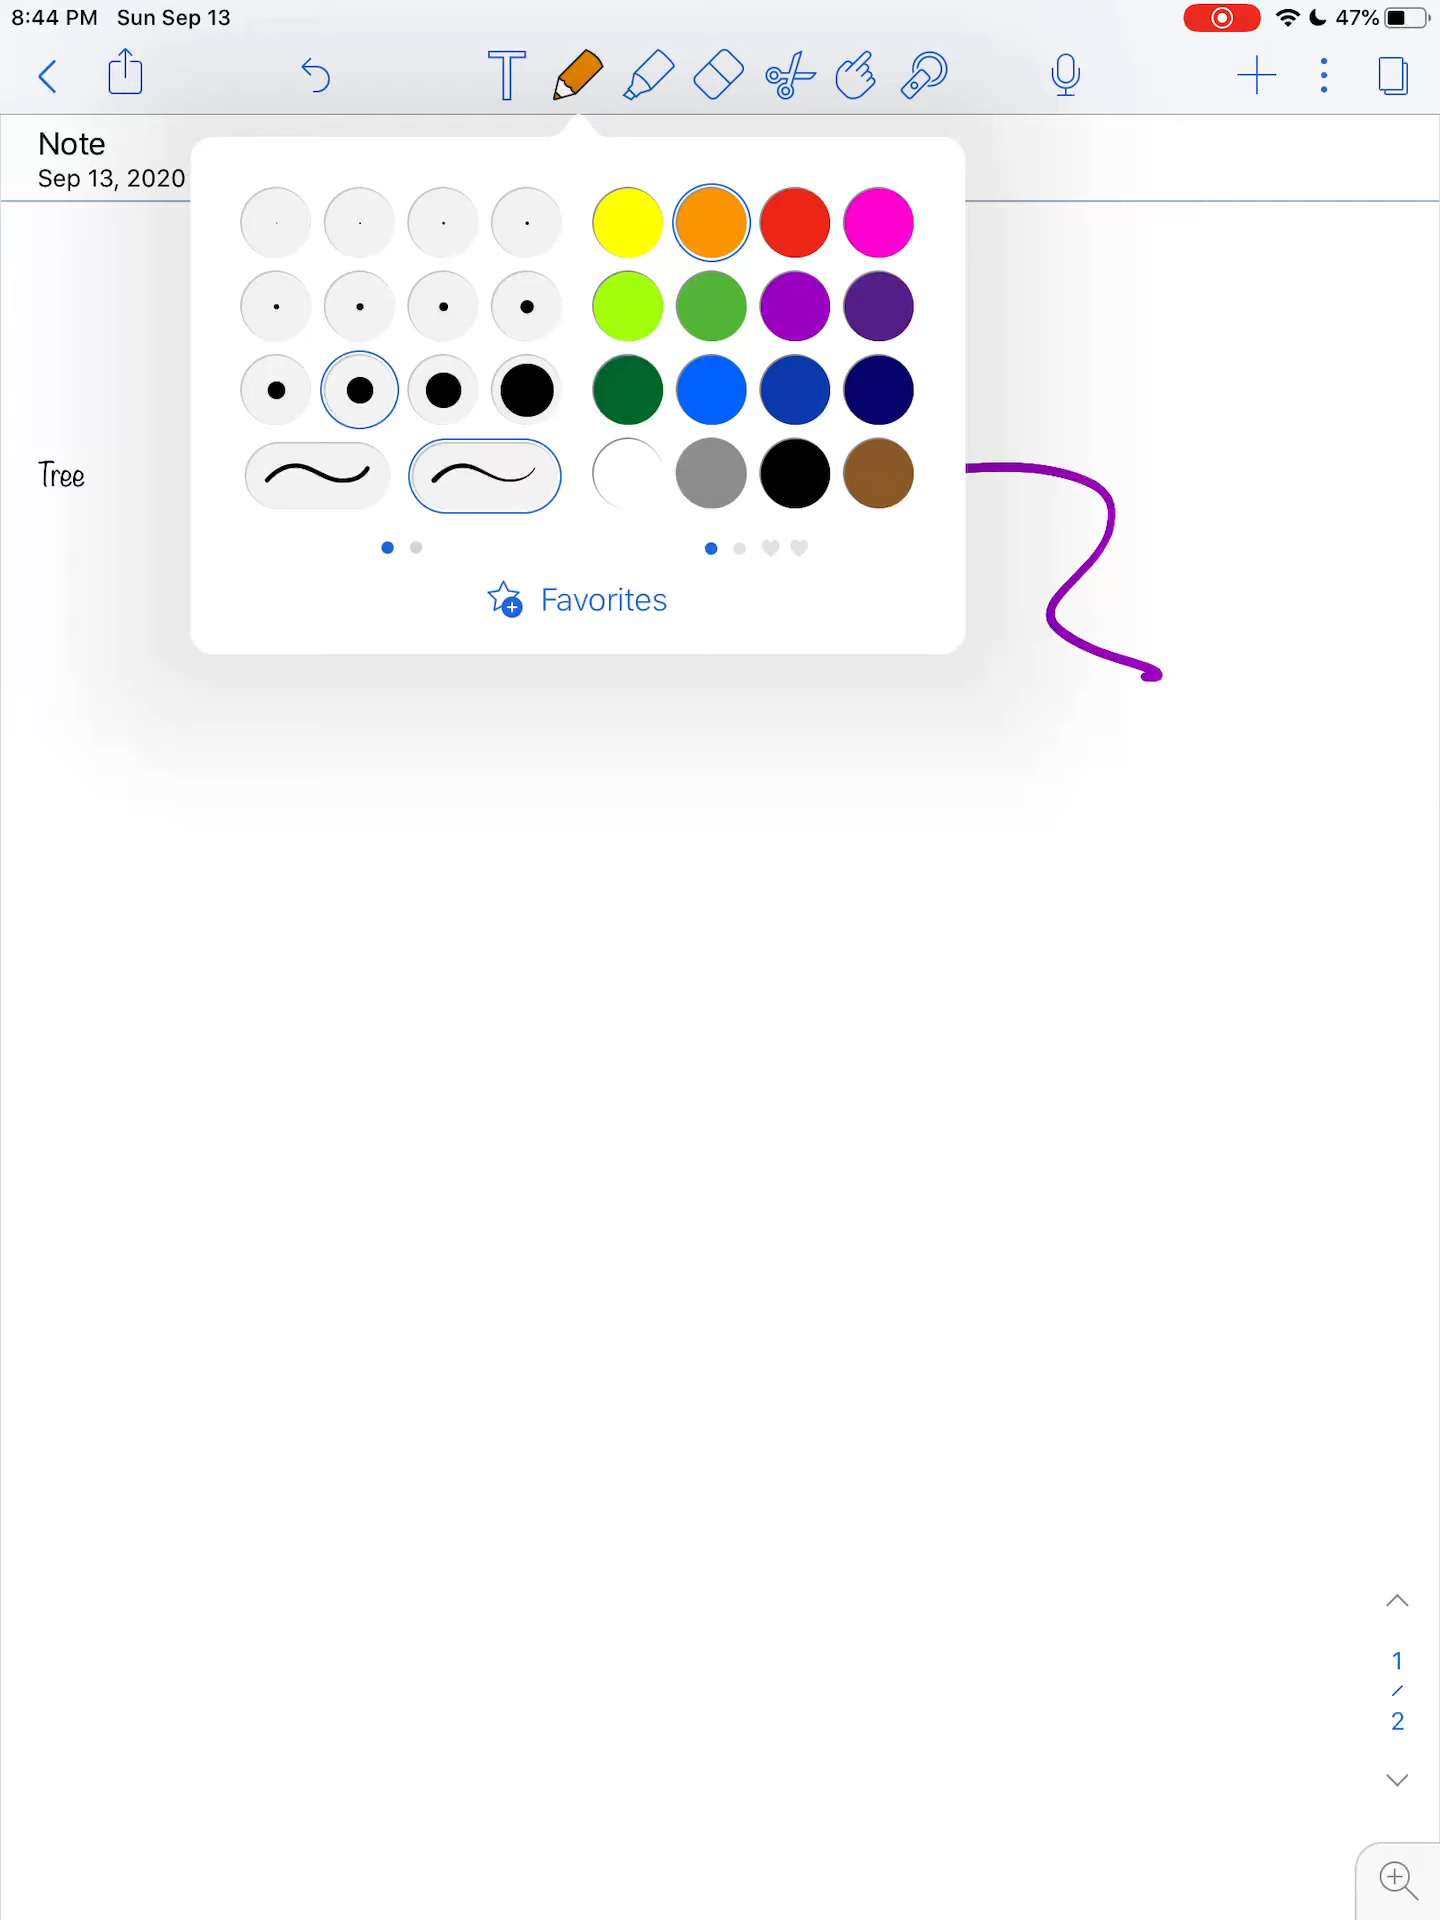 8:44 PM Sun Sep 13
47%
T
Note
Sep 13, 2020
Tree
Favorites
1
/
2